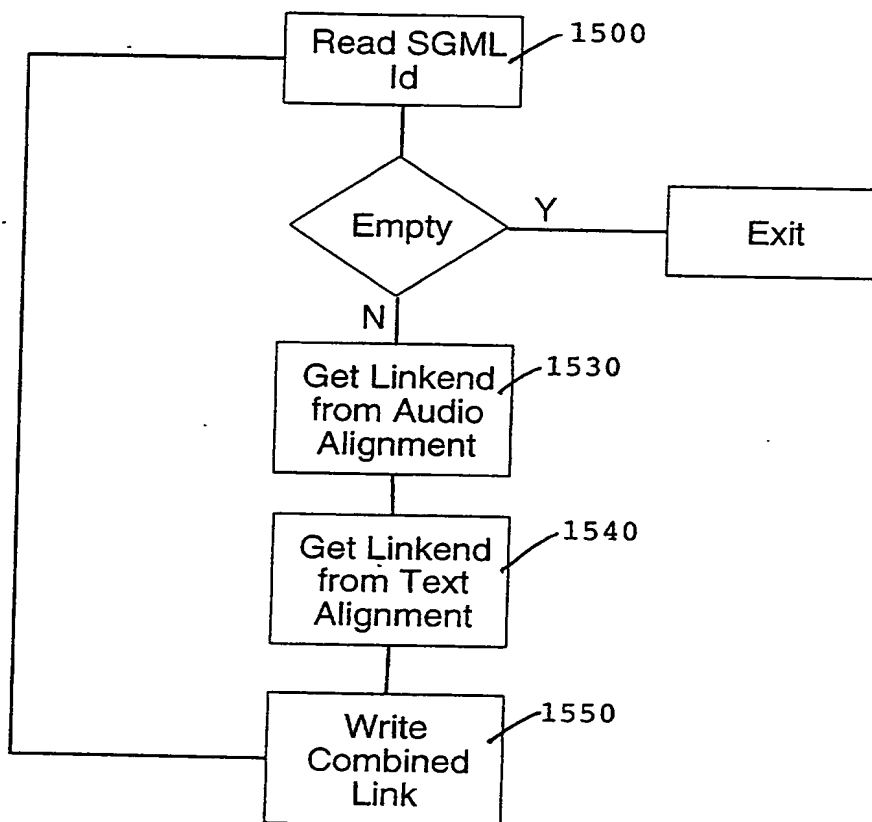 Read SGML
Id
1500
Empty
Y
Exit
N
Get Linkend
from Audio
Alignment
1530
Get Linkend
from Text
Alignment
1540
Write
Combined
Link
1550